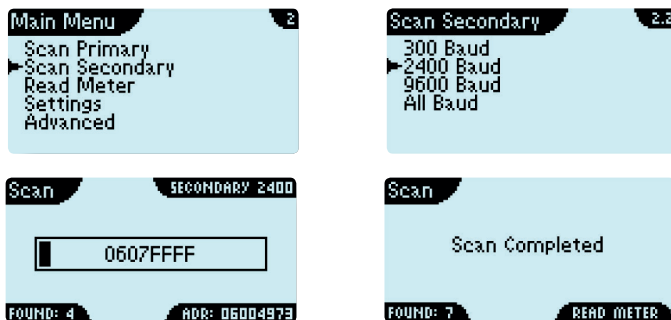 Main Menu 2
Scan Primary
Scan Secondary
Read Meter
Settings
Advanced
Scan Secondary 2.2
300 Baud
2400 Baud
9600 Baud
All Baud
Scan SECONDARY 2400
0607FFFF
FOUND: 4 ADR: 06004973
Scan
Scan Completed
FOUND: 7 READ METER